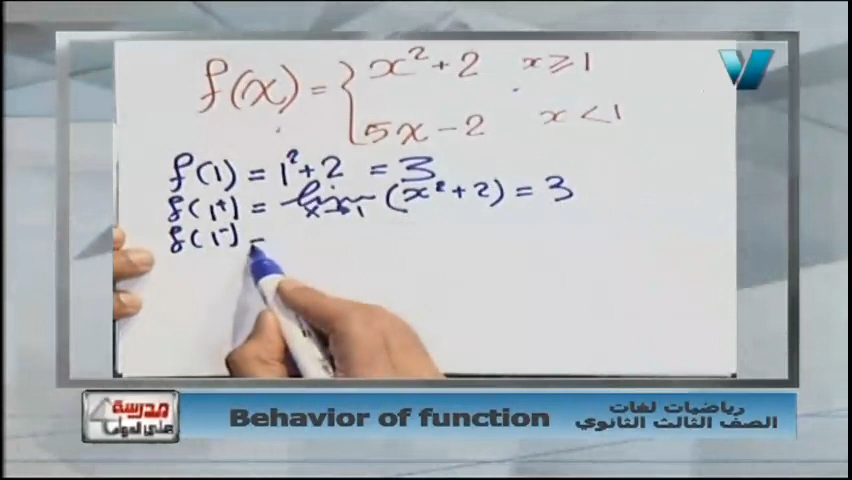 f(x) = { x² + 2   x ≥ 1
5x - 2   x < 1
f(1) = 1² + 2 = 3
f(1⁺) = lim x→1 (x² + 2) = 3
f(1⁻) =
مدرسة
على الهواء
Behavior of function
رياضيات لغات
الصف الثالث الثانوي